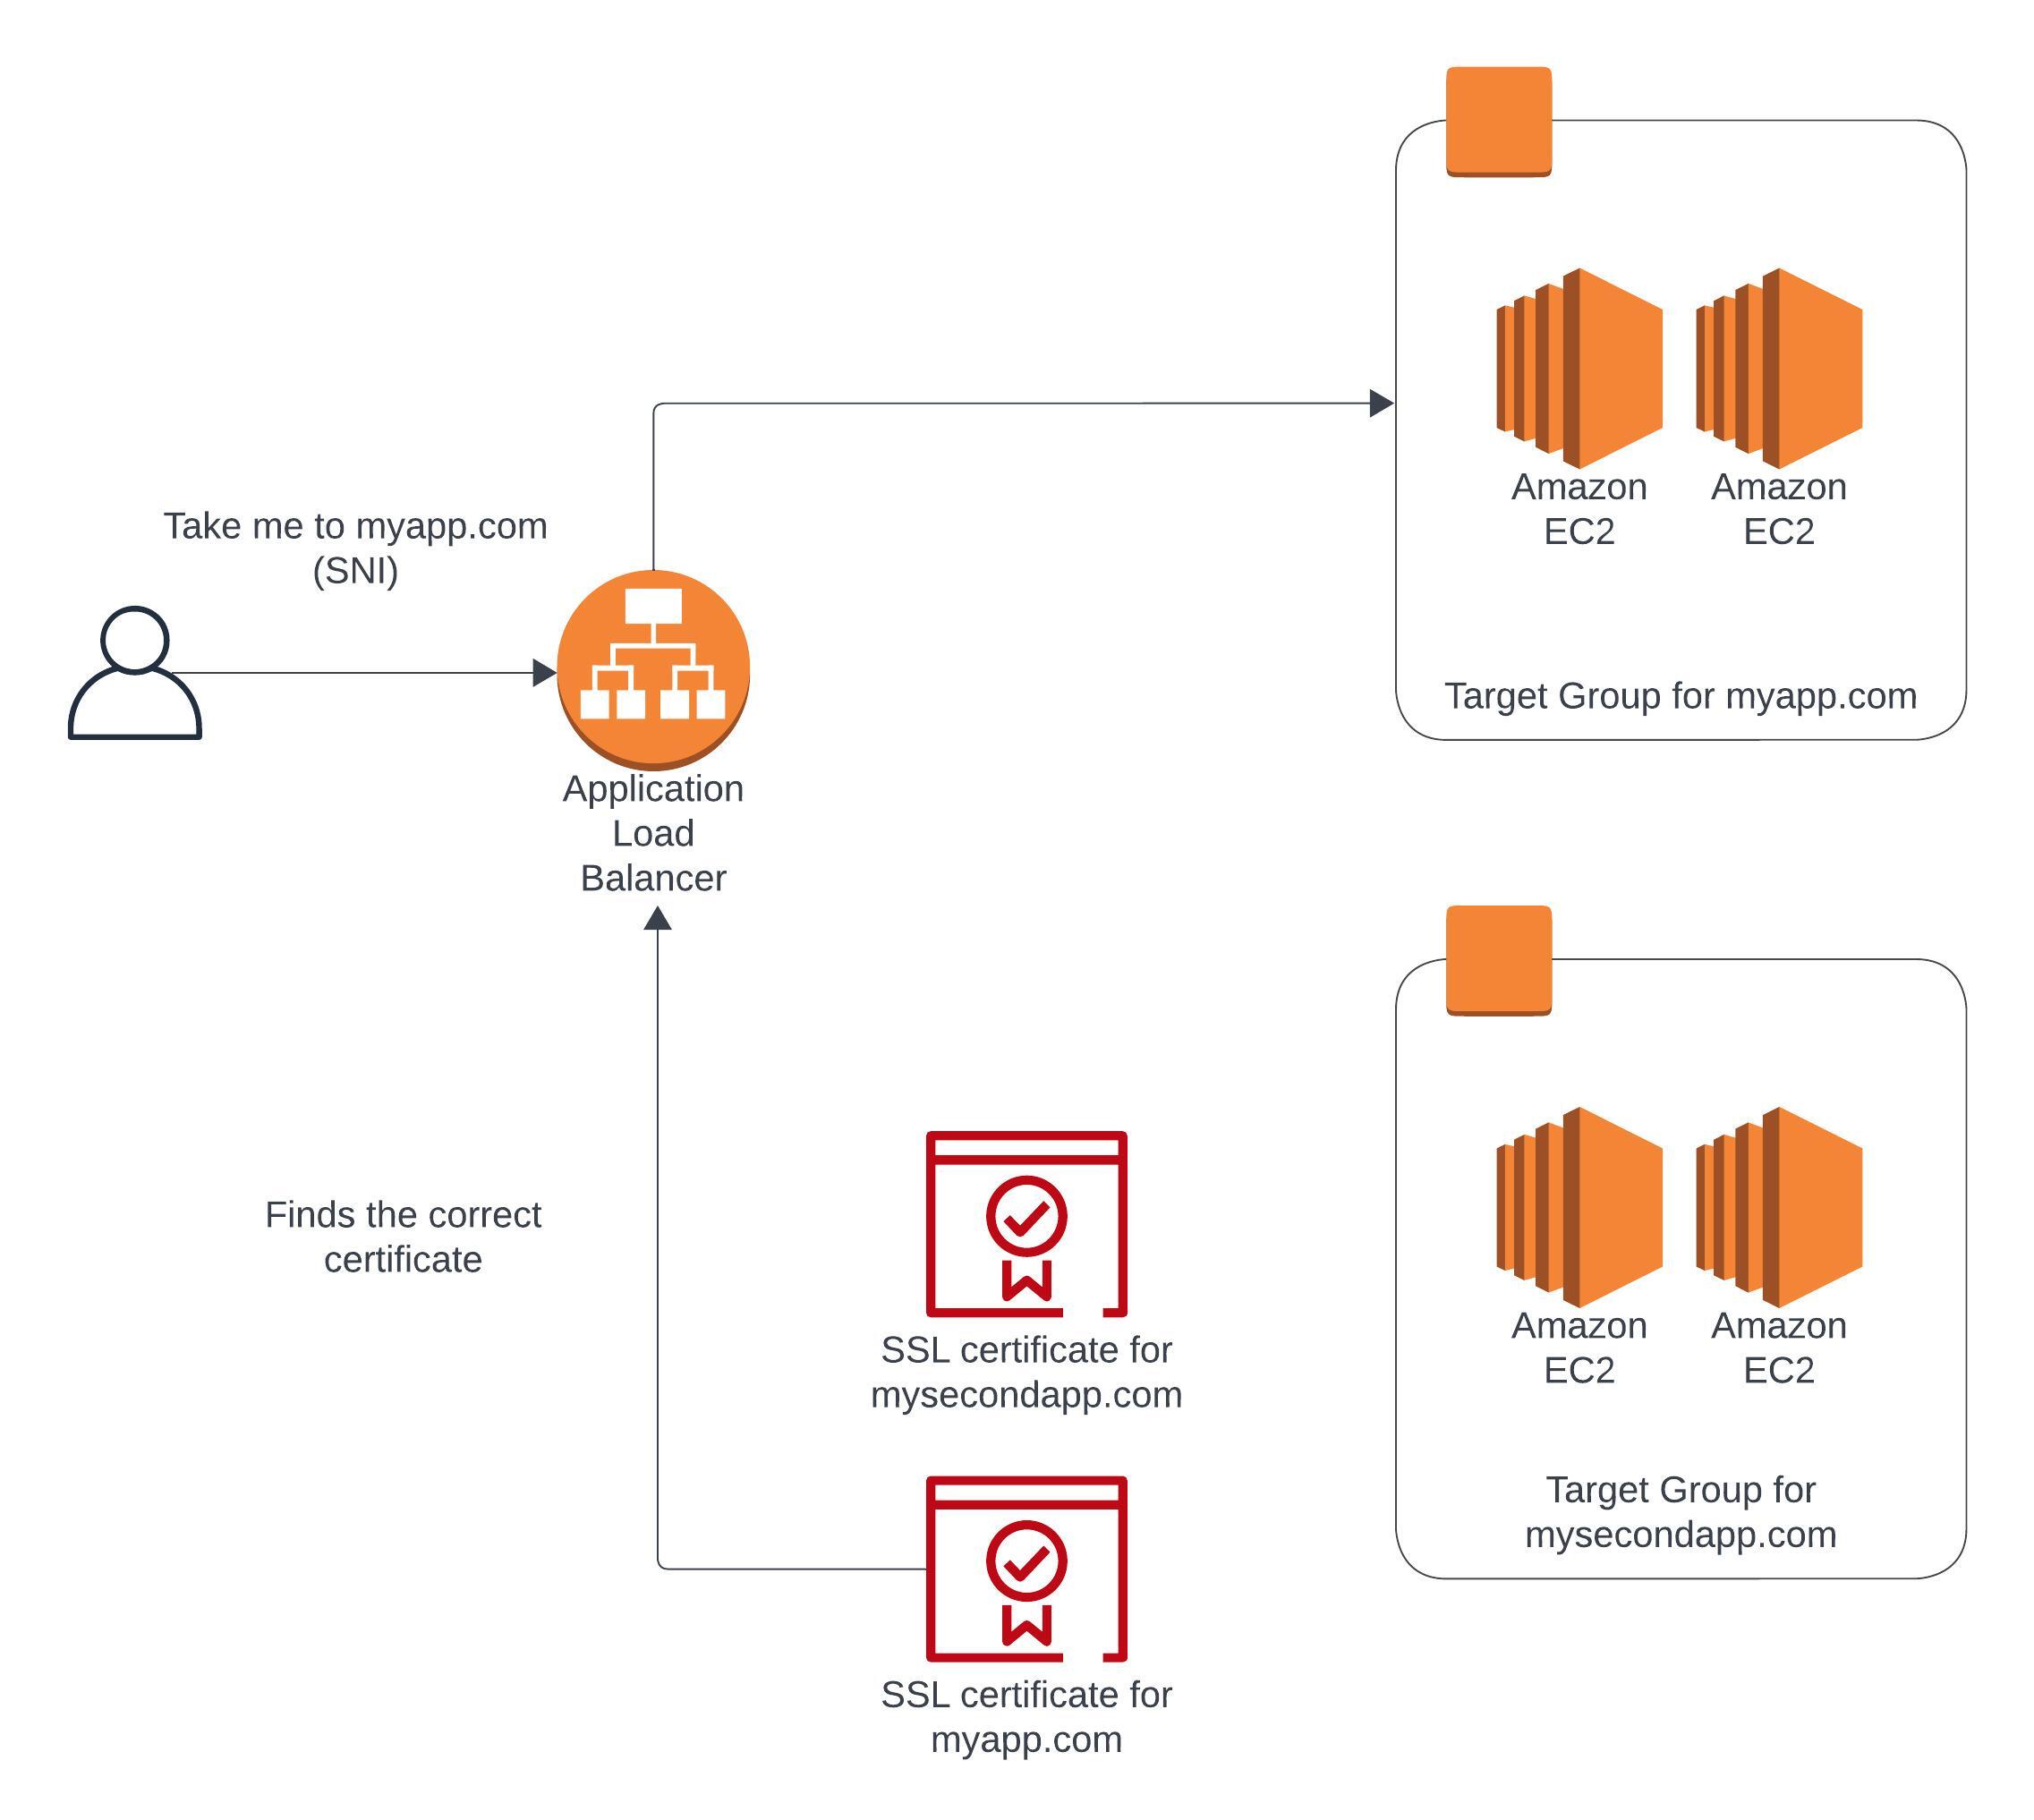 Take me to myapp.com
(SNI)
Application
Load
Balancer
Amazon
EC2
Amazon
EC2
Target Group for myapp.com
Finds the correct
certificate
SSL certificate for
mysecondapp.com
SSL certificate for
myapp.com
Amazon
EC2
Amazon
EC2
Target Group for
mysecondapp.com